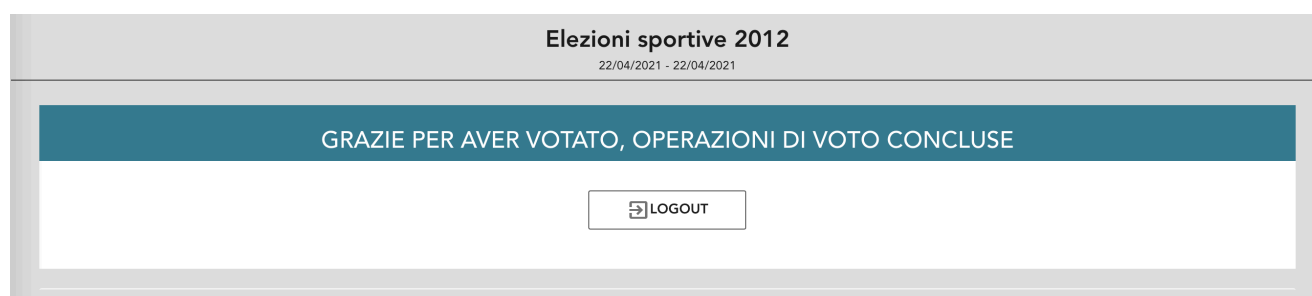 Elezioni sportive 2012
22/04/2021 - 22/04/2021
GRAZIE PER AVER VOTATO, OPERAZIONI DI VOTO CONCLUSE
LOGOUT